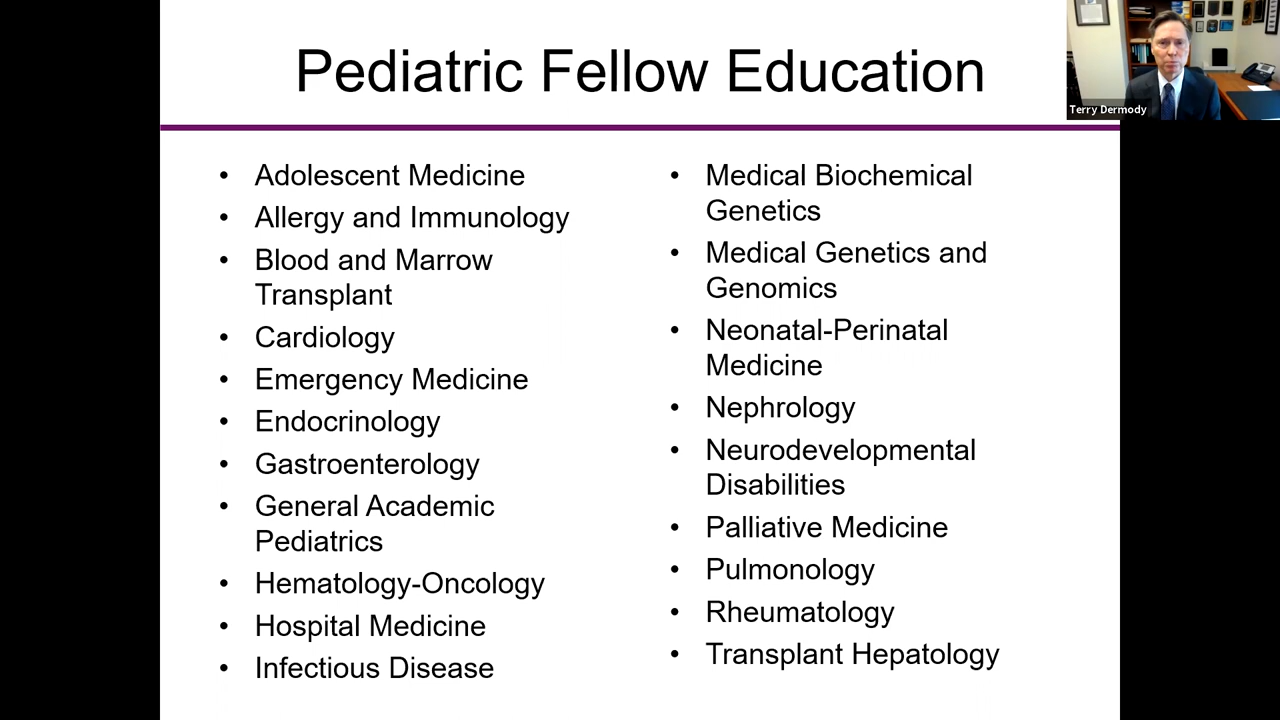 Pediatric Fellow Education
Terry Dermody
• Adolescent Medicine
• Allergy and Immunology
• Blood and Marrow
Transplant
• Cardiology
• Emergency Medicine
• Endocrinology
• Gastroenterology
• General Academic
Pediatrics
• Hematology-Oncology
• Hospital Medicine
• Infectious Disease
• Medical Biochemical
Genetics
• Medical Genetics and
Genomics
• Neonatal-Perinatal
Medicine
• Nephrology
• Neurodevelopmental
Disabilities
• Palliative Medicine
• Pulmonology
• Rheumatology
• Transplant Hepatology